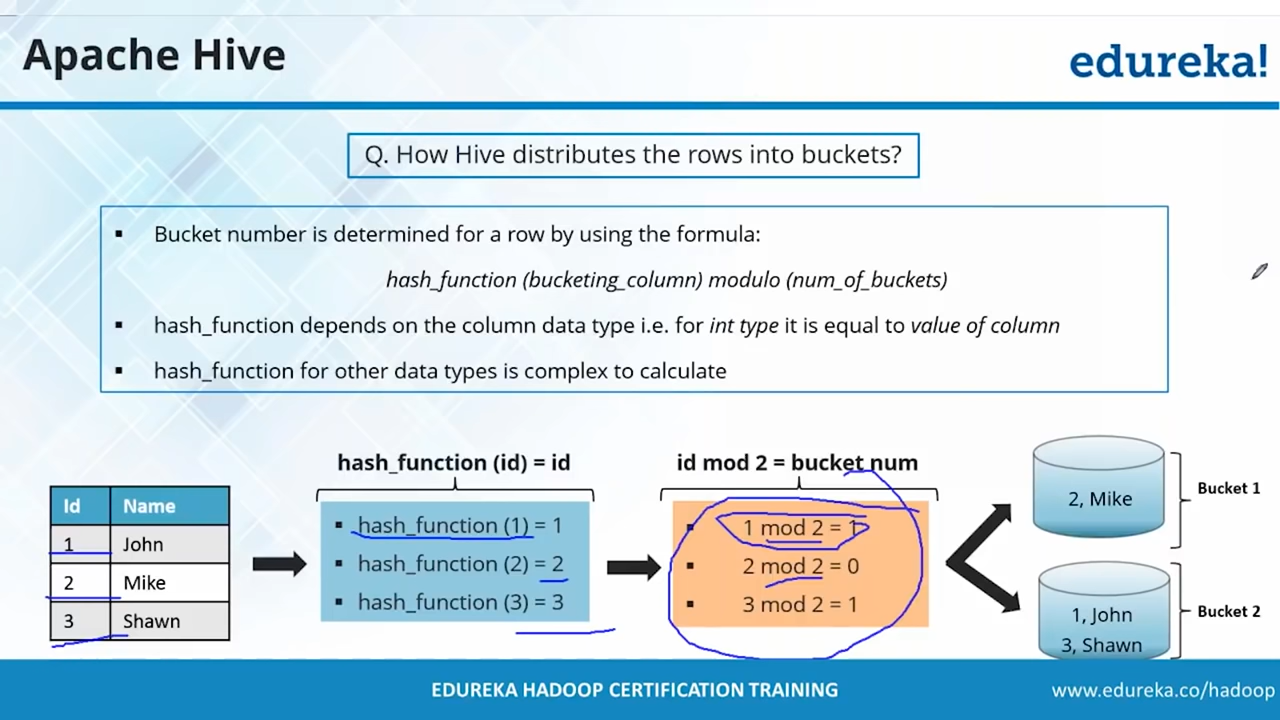 Apache Hive
edureka!
Q. How Hive distributes the rows into buckets?
▪ Bucket number is determined for a row by using the formula:
hash_function (bucketing_column) modulo (num_of_buckets)
▪ hash_function depends on the column data type i.e. for int type it is equal to value of column
▪ hash_function for other data types is complex to calculate
Id Name
1 John
2 Mike
3 Shawn
hash_function (id) = id
▪ hash_function (1) = 1
▪ hash_function (2) = 2
▪ hash_function (3) = 3
id mod 2 = bucket num
▪ 1 mod 2 = 1
▪ 2 mod 2 = 0
▪ 3 mod 2 = 1
2, Mike
Bucket 1
1, John
3, Shawn
Bucket 2
EDUREKA HADOOP CERTIFICATION TRAINING
www.edureka.co/hadoop